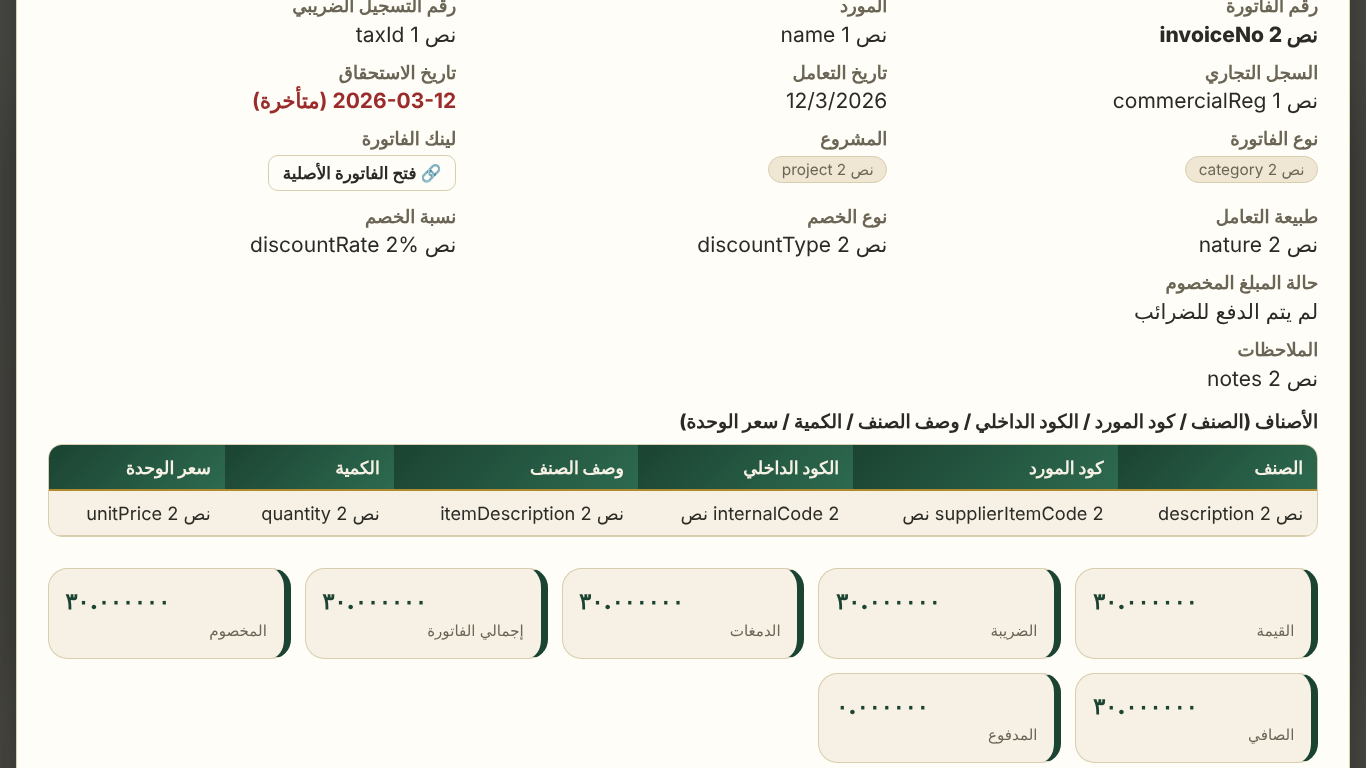 رقم الفاتورة
المورد
رقم التسجيل الضريبي
نص 2 invoiceNo
نص 1 name
نص 1 taxId
السجل التجاري
تاريخ التعامل
تاريخ الاستحقاق
نص 1 commercialReg
12/3/2026
2026-03-12 (متأخرة)
نوع الفاتورة
المشروع
لينك الفاتورة
نص 2 category
نص 2 project
🔗 فتح الفاتورة الأصلية
طبيعة التعامل
نوع الخصم
نسبة الخصم
نص 2 nature
نص 2 discountType
نص discountRate 2%
حالة المبلغ المخصوم
لم يتم الدفع للضرائب
الملاحظات
نص 2 notes
الأصناف (الصنف / كود المورد / الكود الداخلي / وصف الصنف / الكمية / سعر الوحدة)
الصنف كود المورد الكود الداخلي وصف الصنف الكمية سعر الوحدة
نص 2 description نص supplierItemCode 2 نص internalCode 2 نص 2 itemDescription نص 2 quantity نص 2 unitPrice
٣٠.٠٠٠٠٠٠
القيمة
٣٠.٠٠٠٠٠٠
الضريبة
٣٠.٠٠٠٠٠٠
الدمغات
٣٠.٠٠٠٠٠٠
إجمالي الفاتورة
٣٠.٠٠٠٠٠٠
المخصوم
٣٠.٠٠٠٠٠٠
الصافي
٠.٠٠٠٠٠٠
المدفوع